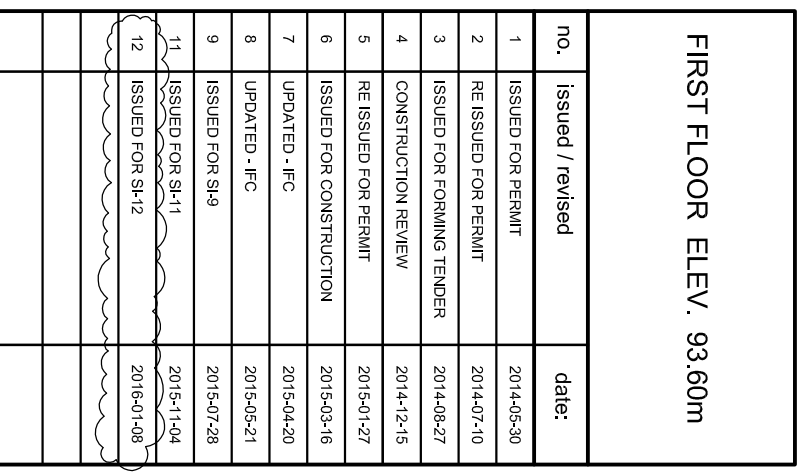 FIRST FLOOR ELEV. 93.60m
no. issued / revised date:
1 ISSUED FOR PERMIT 2014-05-30
2 RE ISSUED FOR PERMIT 2014-07-10
3 ISSUED FOR FORMING TENDER 2014-08-27
4 CONSTRUCTION REVIEW 2014-12-15
5 RE ISSUED FOR PERMIT 2015-01-27
6 ISSUED FOR CONSTRUCTION 2015-03-16
7 UPDATED - IFC 2015-04-20
8 UPDATED - IFC 2015-05-21
9 ISSUED FOR SI-9 2015-07-28
11 ISSUED FOR SI-11 2015-11-04
12 ISSUED FOR SI-12 2016-01-08